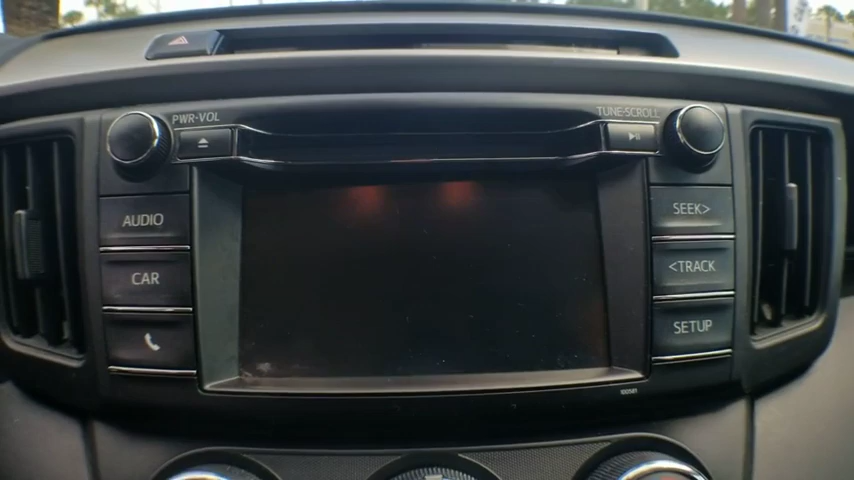 PWR·VOL
TUNE·SCROLL
AUDIO
SEEK>
CAR
<TRACK
SETUP